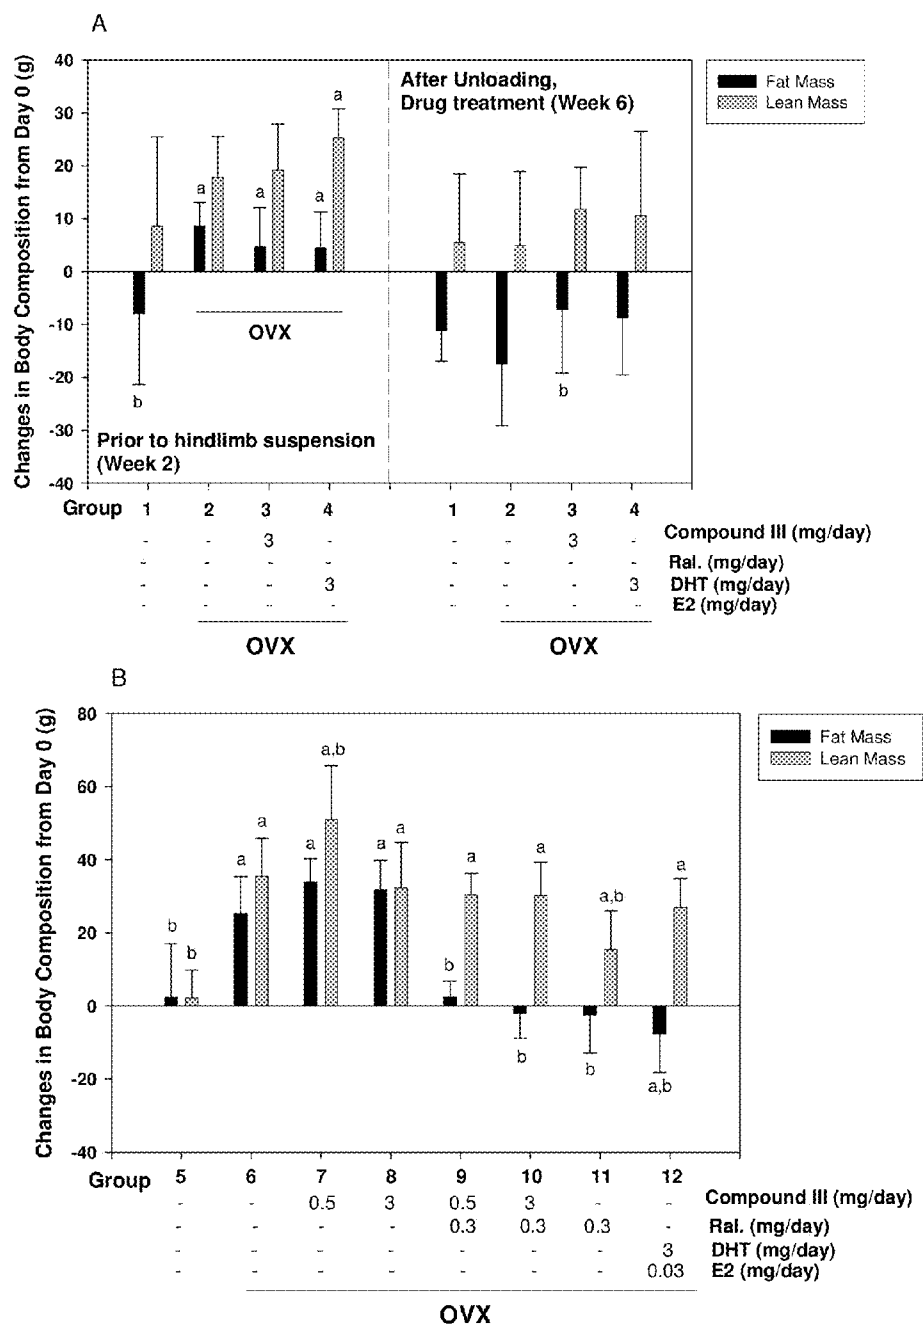 A
Changes in Body Composition from Day 0 (g)
40
30
20
10
0
-10
-20
-30
-40
After Unloading,
Drug treatment (Week 6)
Fat Mass
Lean Mass
a
a
a
a
OVX
b
b
Prior to hindlimb suspension
(Week 2)
Group 1 2 3 4 1 2 3 4
- - 3 - - - 3 - Compound III (mg/day)
- - - - - - - - Ral. (mg/day)
- - - 3 - - - 3 DHT (mg/day)
- - - - - - - - E2 (mg/day)
OVX OVX
B
Changes in Body Composition from Day 0 (g)
80
60
40
20
0
-20
-40
Fat Mass
Lean Mass
a,b
a
a
a
a
a
a
a
a
b
b
a,b
b
b
b
a,b
Group 5 6 7 8 9 10 11 12
- - 0.5 3 0.5 3 - - Compound III (mg/day)
- - - - 0.3 0.3 0.3 - Ral. (mg/day)
- - - - - - - 3 DHT (mg/day)
- - - - - - - 0.03 E2 (mg/day)
OVX